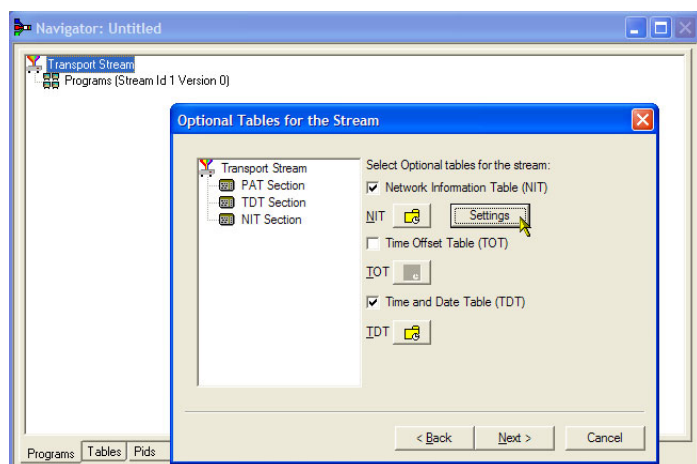 Navigator: Untitled
Transport Stream
Programs (Stream Id 1 Version 0)
Optional Tables for the Stream
Transport Stream
PAT Section
TDT Section
NIT Section
Select Optional tables for the stream:
Network Information Table (NIT)
NIT
Settings
Time Offset Table (TOT)
TOT
Time and Date Table (TDT)
TDT
< Back Next > Cancel
Programs Tables Pids